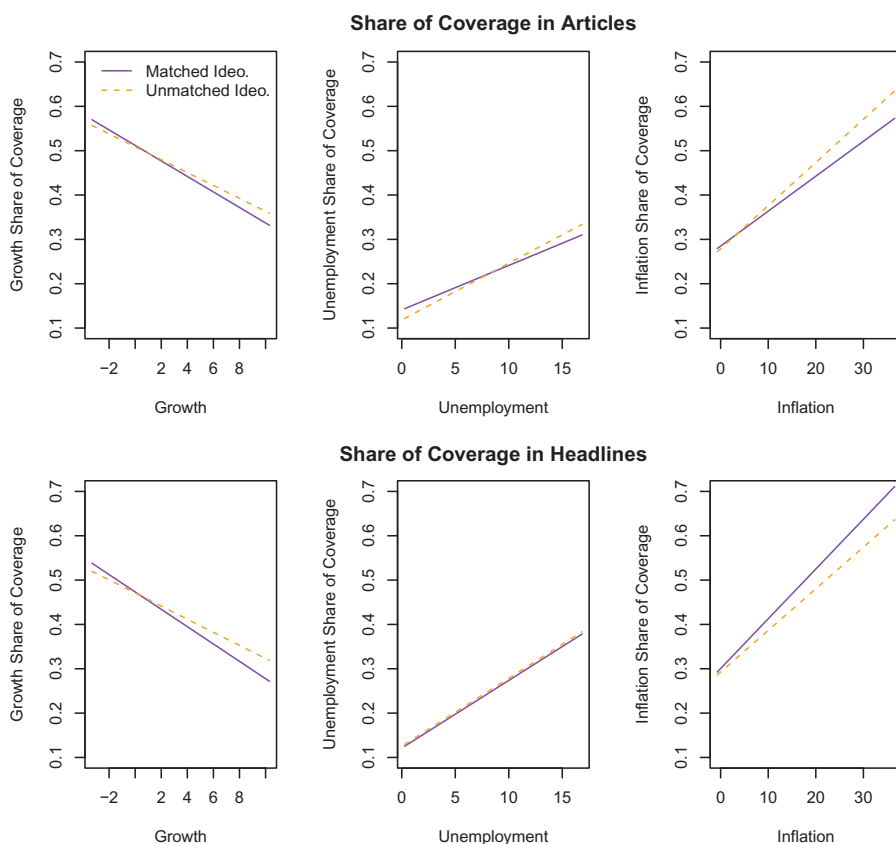 Share of Coverage in Articles
Growth Share of Coverage
0.1 0.2 0.3 0.4 0.5 0.6 0.7
Matched Ideo.
Unmatched Ideo.
−2 2 4 6 8
Growth
Unemployment Share of Coverage
0.1 0.2 0.3 0.4 0.5 0.6 0.7
0 5 10 15
Unemployment
Inflation Share of Coverage
0.1 0.2 0.3 0.4 0.5 0.6 0.7
0 10 20 30
Inflation
Share of Coverage in Headlines
Growth Share of Coverage
0.1 0.2 0.3 0.4 0.5 0.6 0.7
−2 2 4 6 8
Growth
Unemployment Share of Coverage
0.1 0.2 0.3 0.4 0.5 0.6 0.7
0 5 10 15
Unemployment
Inflation Share of Coverage
0.1 0.2 0.3 0.4 0.5 0.6 0.7
0 10 20 30
Inflation